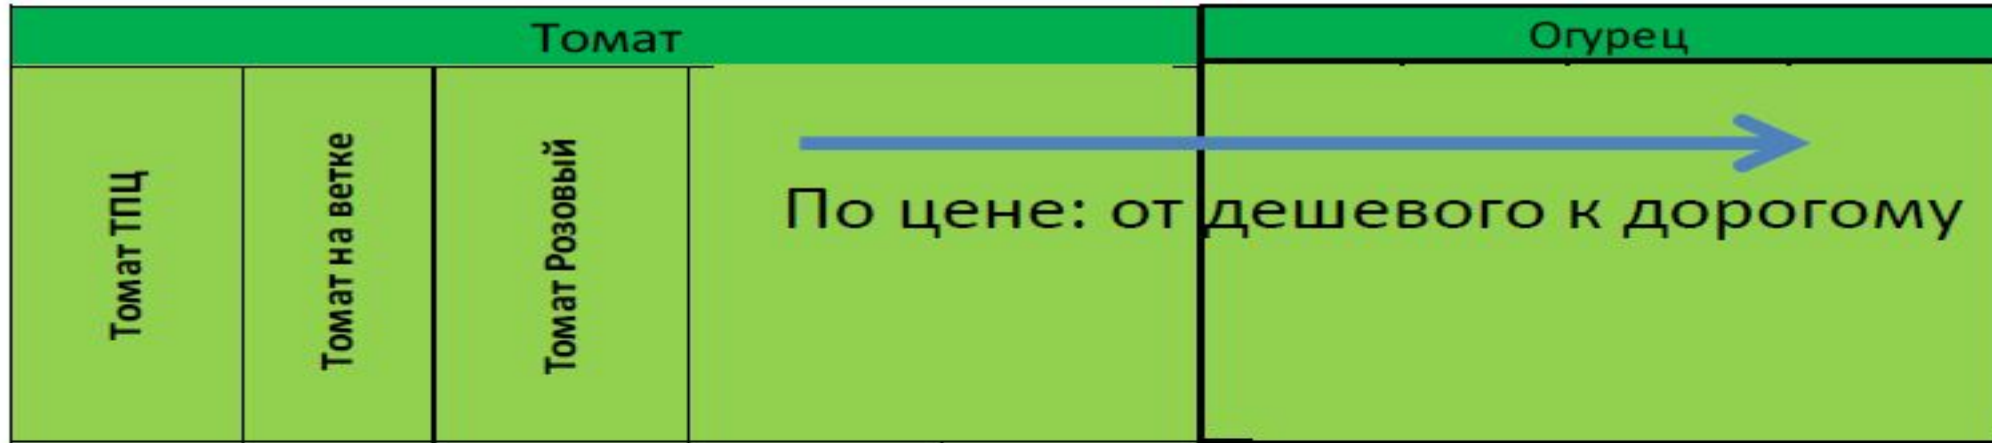 Томат
Огурец
Томат ТПЦ
Томат на ветке
Томат Розовый
По цене: от дешевого к дорогому